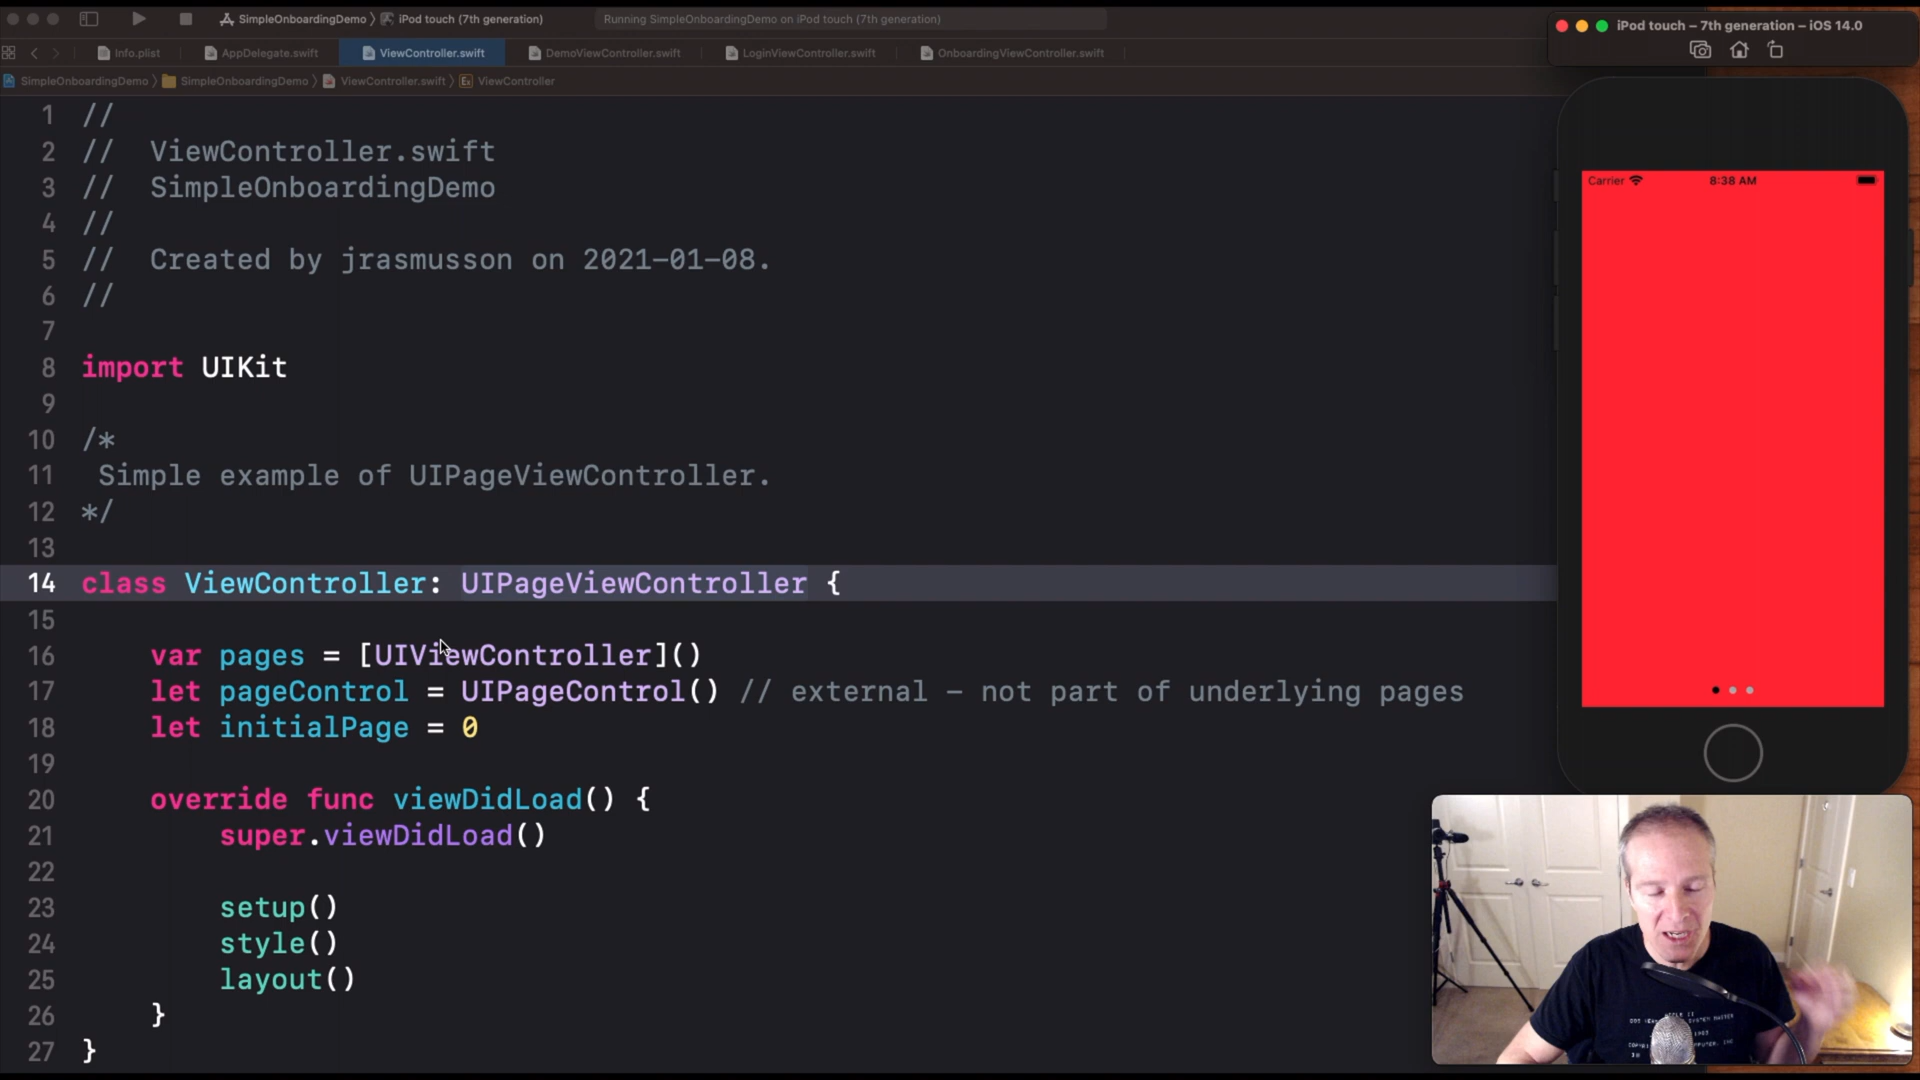 SimpleOnboardingDemo 〉 iPod touch (7th generation)
Running SimpleOnboardingDemo on iPod touch (7th generation)
iPod touch – 7th generation – iOS 14.0
Info.plist
AppDelegate.swift
ViewController.swift
DemoViewController.swift
LoginViewController.swift
OnboardingViewController.swift
SimpleOnboardingDemo 〉 SimpleOnboardingDemo 〉 ViewController.swift 〉 Ex ViewController
1 //
2 //  ViewController.swift
3 //  SimpleOnboardingDemo
4 //
5 //  Created by jrasmusson on 2021-01-08.
6 //
7
8 import UIKit
9
10 /*
11  Simple example of UIPageViewController.
12 */
13
14 class ViewController: UIPageViewController {
15
16     var pages = [UIViewController]()
17     let pageControl = UIPageControl() // external - not part of underlying pages
18     let initialPage = 0
19
20     override func viewDidLoad() {
21         super.viewDidLoad()
22
23         setup()
24         style()
25         layout()
26     }
27 }
Carrier 8:38 AM